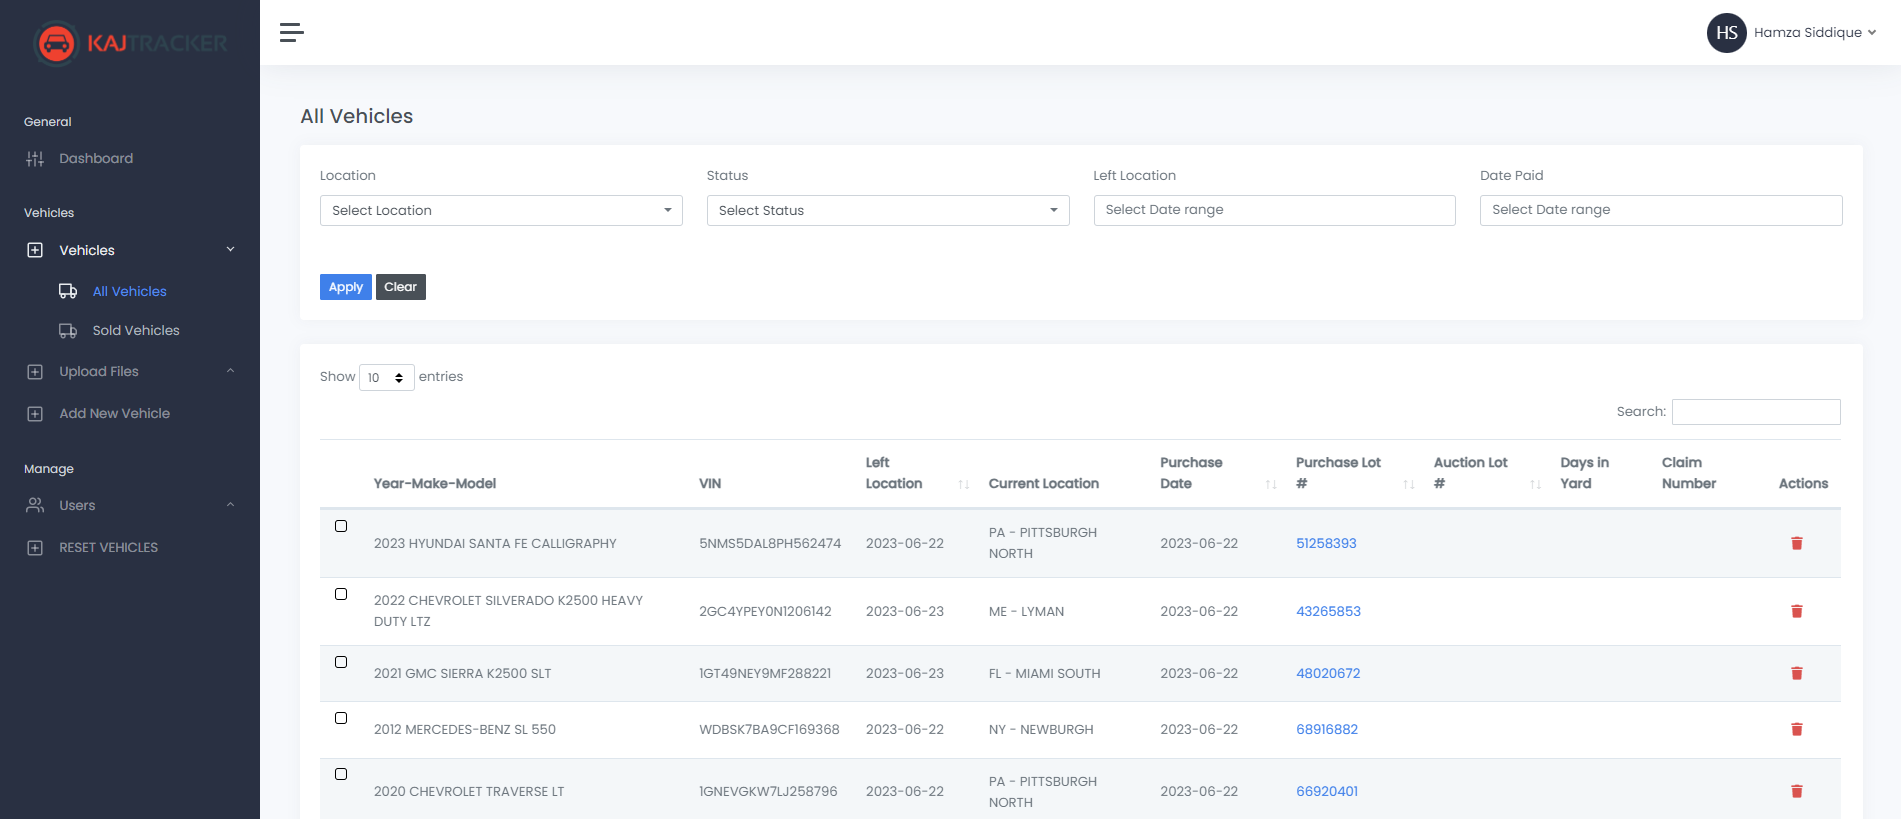 KAJTRACKER
HS Hamza Siddique
General
Dashboard
Vehicles
Vehicles
All Vehicles
Sold Vehicles
Upload Files
Add New Vehicle
Manage
Users
RESET VEHICLES
All Vehicles
Location Status Left Location Date Paid
Select Location Select Status Select Date range Select Date range
Apply Clear
Show 10 entries
Search:
Year-Make-Model VIN Left Location Current Location Purchase Date Purchase Lot # Auction Lot # Days in Yard Claim Number Actions
2023 HYUNDAI SANTA FE CALLIGRAPHY 5NMS5DAL8PH562474 2023-06-22 PA - PITTSBURGH NORTH 2023-06-22 51258393
2022 CHEVROLET SILVERADO K2500 HEAVY DUTY LTZ 2GC4YPEY0N1206142 2023-06-23 ME - LYMAN 2023-06-22 43265853
2021 GMC SIERRA K2500 SLT 1GT49NEY9MF288221 2023-06-23 FL - MIAMI SOUTH 2023-06-22 48020672
2012 MERCEDES-BENZ SL 550 WDBSK7BA9CF169368 2023-06-22 NY - NEWBURGH 2023-06-22 68916882
2020 CHEVROLET TRAVERSE LT 1GNEVGKW7LJ258796 2023-06-22 PA - PITTSBURGH NORTH 2023-06-22 66920401